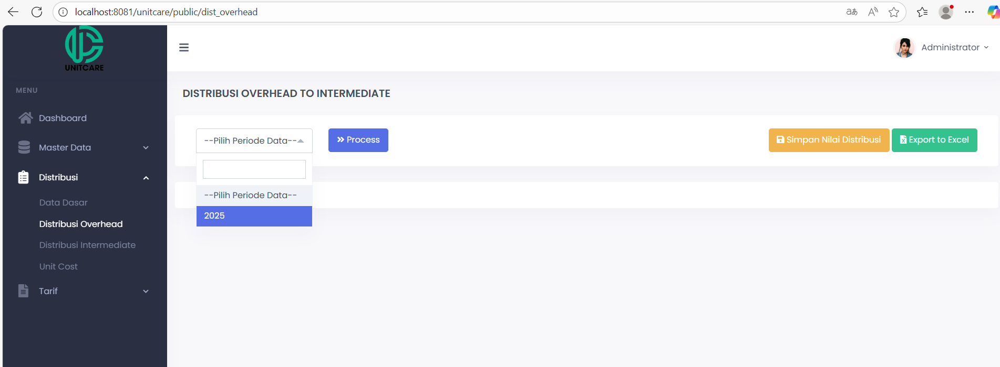 localhost:8081/unitcare/public/dist_overhead
UNITCARE
Administrator
MENU
Dashboard
Master Data
Distribusi
Data Dasar
Distribusi Overhead
Distribusi Intermediate
Unit Cost
Tarif
DISTRIBUSI OVERHEAD TO INTERMEDIATE
--Pilih Periode Data--
Process
Simpan Nilai Distribusi
Export to Excel
--Pilih Periode Data--
2025